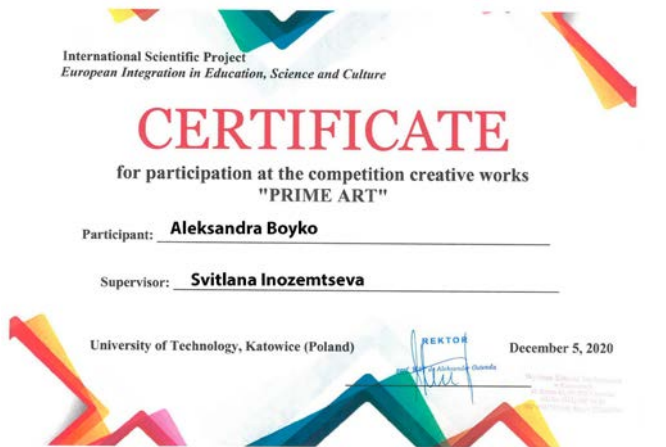 International Scientific Project
European Integration in Education, Science and Culture
CERTIFICATE
for participation at the competition creative works
"PRIME ART"
Participant: Aleksandra Boyko
Supervisor: Svitlana Inozemtseva
University of Technology, Katowice (Poland)
REKTOR
December 5, 2020